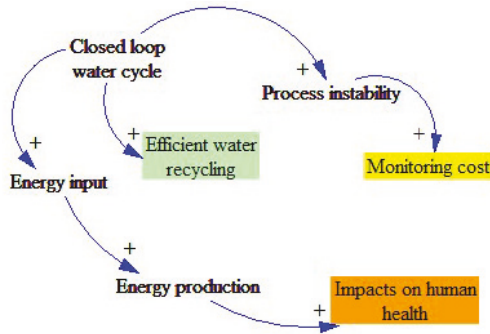 Closed loop
water cycle
+
Process instability
+
+
Efficient water
recycling
+
Monitoring cost
Energy input
+
Energy production
+
Impacts on human
health